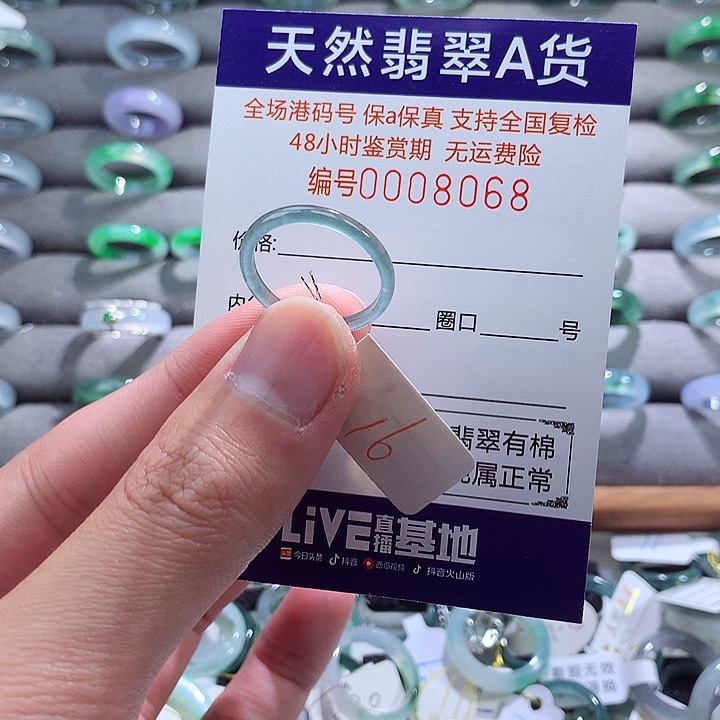 天然翡翠A货
全场港码号 保a保真 支持全国复检
48小时鉴赏期 无运费险
编号0008068
价格:
内 圈口 号
16
翡翠有棉
属正常
LiVE直播基地
头条 今日头条 抖音 西瓜视频 抖音火山版